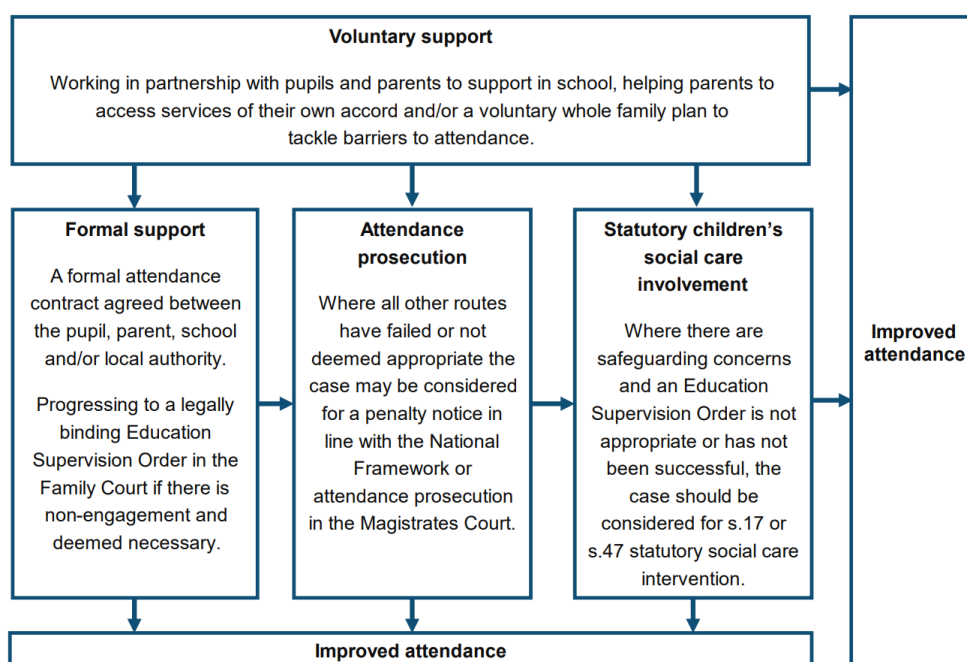 Voluntary support
Working in partnership with pupils and parents to support in school, helping parents to
access services of their own accord and/or a voluntary whole family plan to
tackle barriers to attendance.
Formal support
A formal attendance
contract agreed between
the pupil, parent, school
and/or local authority.
Progressing to a legally
binding Education
Supervision Order in the
Family Court if there is
non-engagement and
deemed necessary.
Attendance
prosecution
Where all other routes
have failed or not
deemed appropriate the
case may be considered
for a penalty notice in
line with the National
Framework or
attendance prosecution
in the Magistrates Court.
Statutory children’s
social care
involvement
Where there are
safeguarding concerns
and an Education
Supervision Order is not
appropriate or has not
been successful, the
case should be
considered for s.17 or
s.47 statutory social care
intervention.
Improved
attendance
Improved attendance